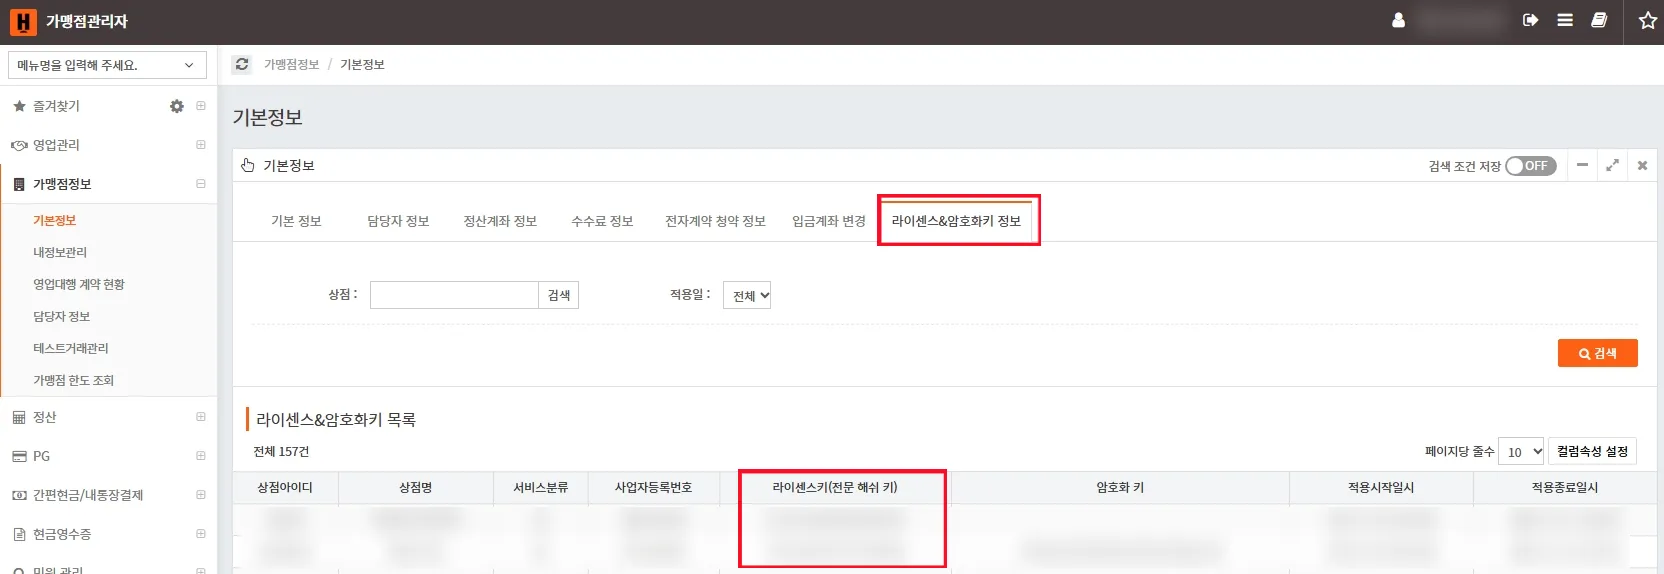 H 가맹점관리자
메뉴명을 입력해 주세요.
가맹점정보 / 기본정보
즐겨찾기
영업관리
가맹점정보
기본정보
내정보관리
영업대행 계약 현황
담당자 정보
테스트거래관리
가맹점 한도 조회
정산
PG
간편현금/내통장결제
현금영수증
민원 관리
기본정보
기본정보
검색 조건 저장 OFF
기본 정보 담당자 정보 정산계좌 정보 수수료 정보 전자계약 청약 정보 입금계좌 변경 라이센스&암호화키 정보
상점 : 검색 적용일 : 전체
검색
라이센스&암호화키 목록
전체 157건
페이지당 줄수 10 컬럼속성 설정
상점아이디 상점명 서비스분류 사업자등록번호 라이센스키(전문 해쉬 키) 암호화 키 적용시작일시 적용종료일시